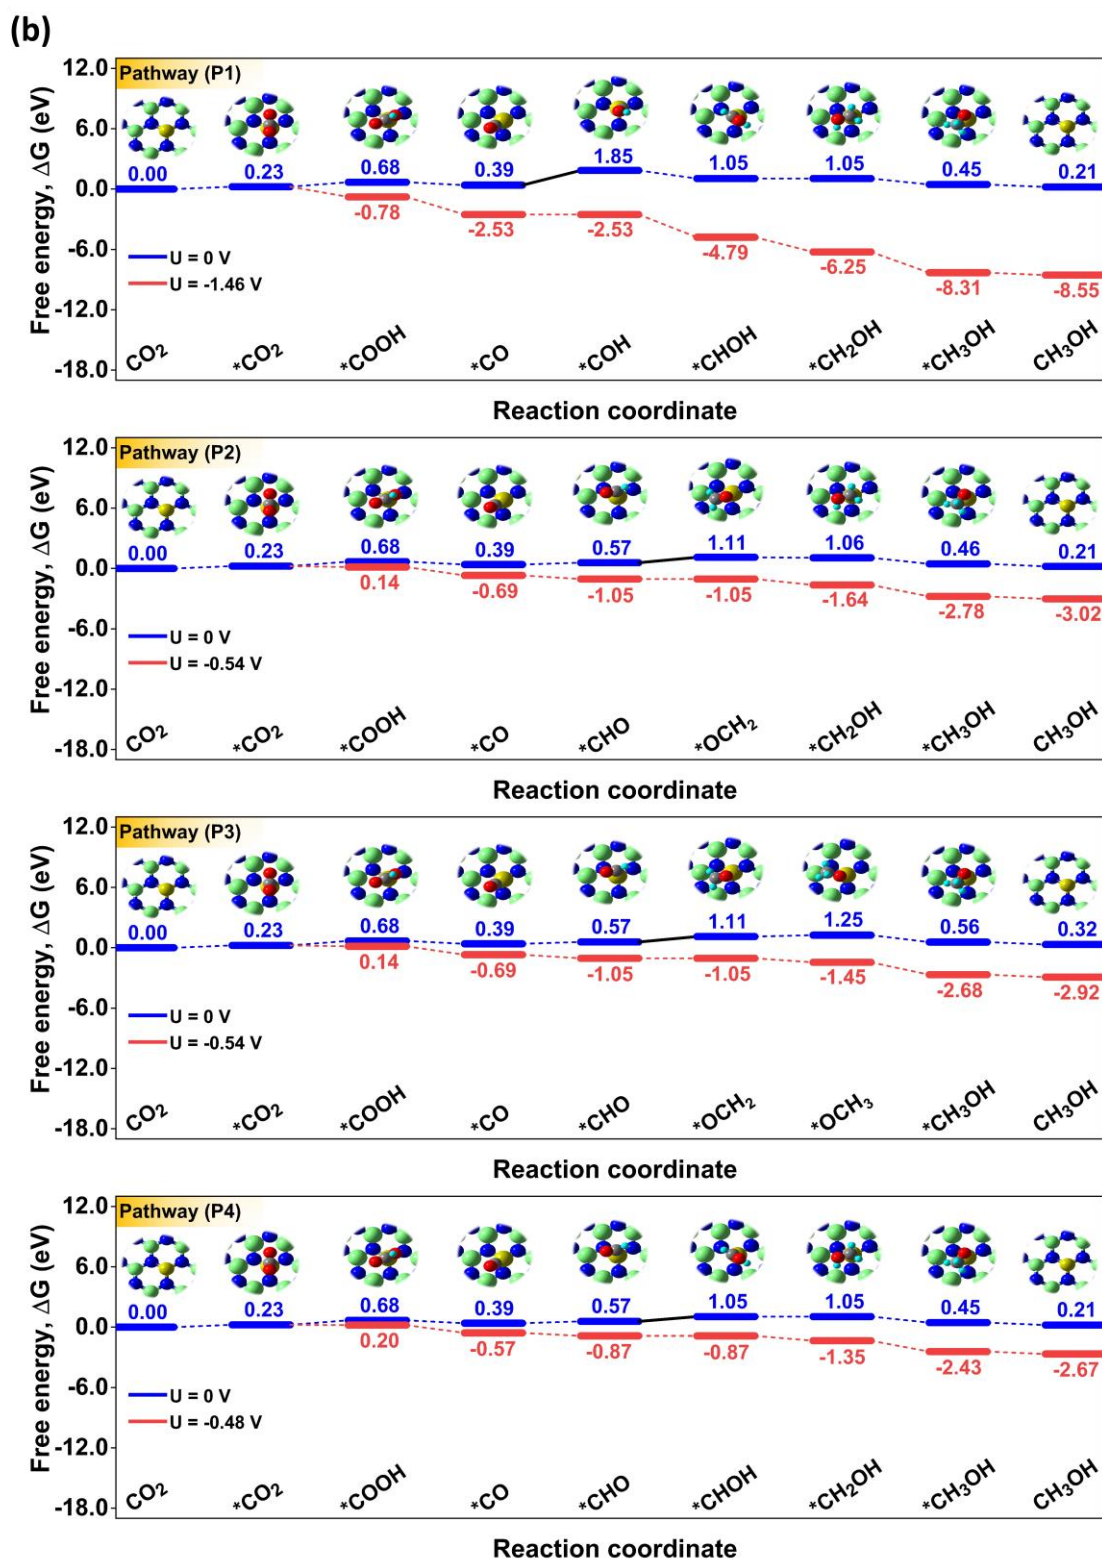 (b)
Pathway (P1)
Free energy, ΔG (eV)
12.0
6.0
0.0
-6.0
-12.0
-18.0
0.00 0.23 0.68 0.39 1.85 1.05 1.05 0.45 0.21
-0.78 -2.53 -2.53 -4.79 -6.25 -8.31 -8.55
U = 0 V
U = -1.46 V
CO₂ *CO₂ *COOH *CO *COH *CHOH *CH₂OH *CH₃OH CH₃OH
Reaction coordinate
Pathway (P2)
Free energy, ΔG (eV)
12.0
6.0
0.0
-6.0
-12.0
-18.0
0.00 0.23 0.68 0.39 0.57 1.11 1.06 0.46 0.21
0.14 -0.69 -1.05 -1.05 -1.64 -2.78 -3.02
U = 0 V
U = -0.54 V
CO₂ *CO₂ *COOH *CO *CHO *OCH₂ *CH₂OH *CH₃OH CH₃OH
Reaction coordinate
Pathway (P3)
Free energy, ΔG (eV)
12.0
6.0
0.0
-6.0
-12.0
-18.0
0.00 0.23 0.68 0.39 0.57 1.11 1.25 0.56 0.32
0.14 -0.69 -1.05 -1.05 -1.45 -2.68 -2.92
U = 0 V
U = -0.54 V
CO₂ *CO₂ *COOH *CO *CHO *OCH₂ *OCH₃ *CH₃OH CH₃OH
Reaction coordinate
Pathway (P4)
Free energy, ΔG (eV)
12.0
6.0
0.0
-6.0
-12.0
-18.0
0.00 0.23 0.68 0.39 0.57 1.05 1.05 0.45 0.21
0.20 -0.57 -0.87 -0.87 -1.35 -2.43 -2.67
U = 0 V
U = -0.48 V
CO₂ *CO₂ *COOH *CO *CHO *CHOH *CH₂OH *CH₃OH CH₃OH
Reaction coordinate